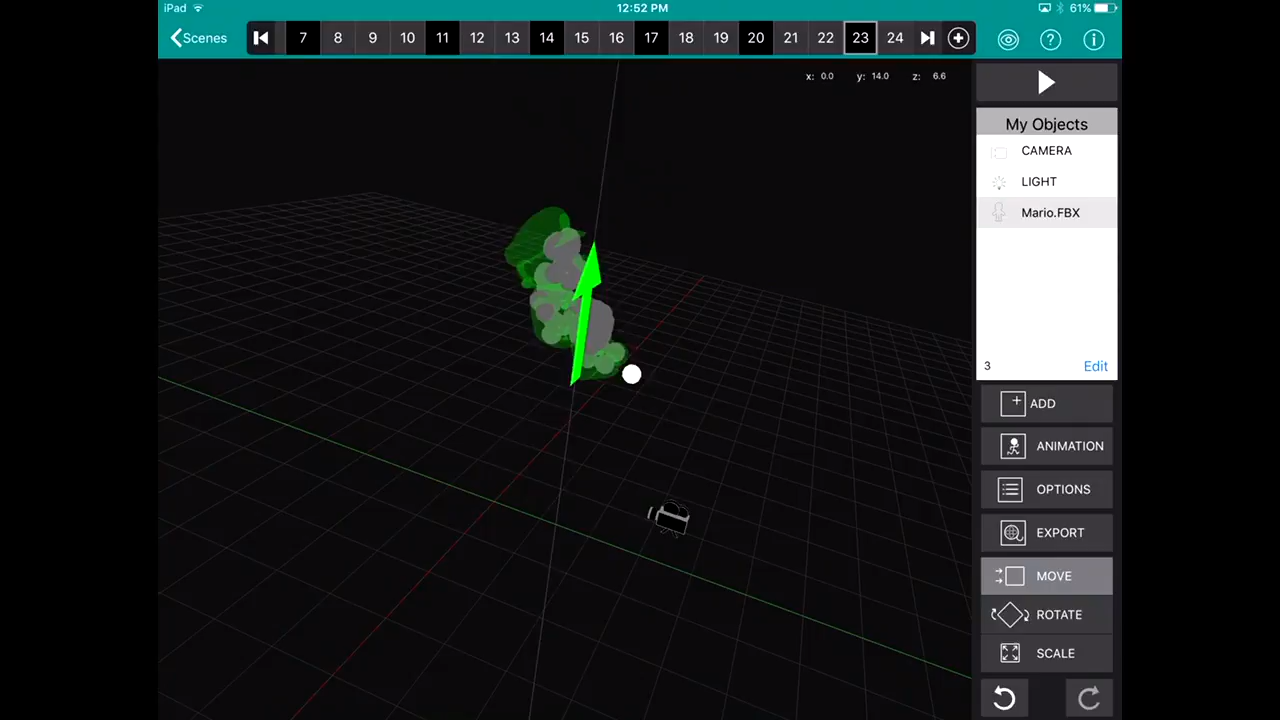 iPad 12:52 PM 61%
Scenes 7 8 9 10 11 12 13 14 15 16 17 18 19 20 21 22 23 24
x: 0.0 y: 14.0 z: 6.6
My Objects
CAMERA
LIGHT
Mario.FBX
3 Edit
ADD
ANIMATION
OPTIONS
EXPORT
MOVE
ROTATE
SCALE